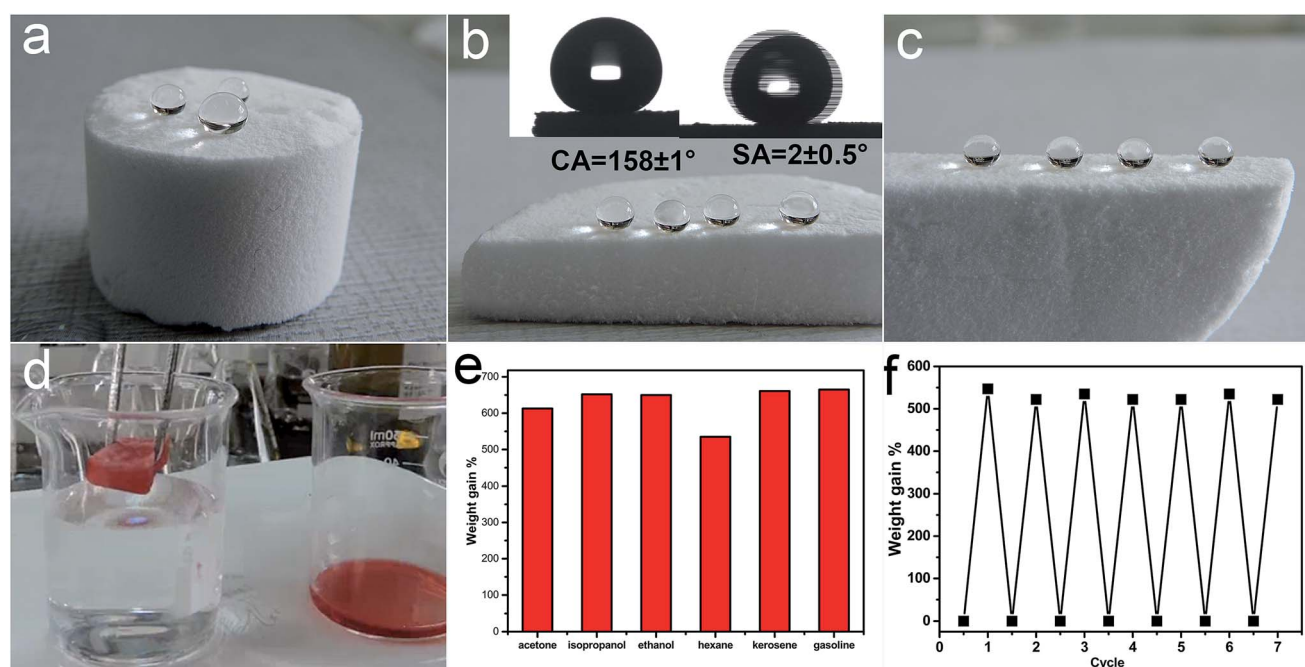 a
b
CA=158±1°
SA=2±0.5°
c
d
e
Weight gain %
700
600
500
400
300
200
100
0
acetone isopropanol ethanol hexane kerosene gasoline
f
Weight gain %
600
500
400
300
200
100
0
0 1 2 3 4 5 6 7
Cycle